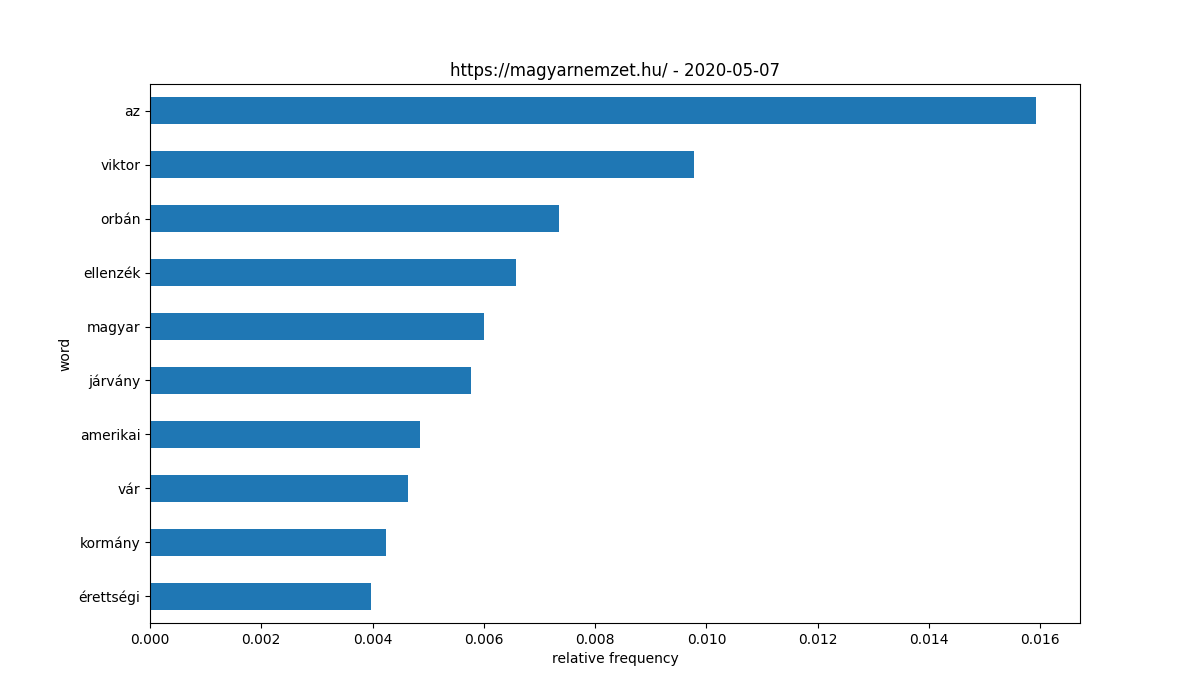 https://magyarnemzet.hu/ - 2020-05-07
az
viktor
orbán
ellenzék
magyar
járvány
amerikai
vár
kormány
érettségi
word
0.000 0.002 0.004 0.006 0.008 0.010 0.012 0.014 0.016
relative frequency